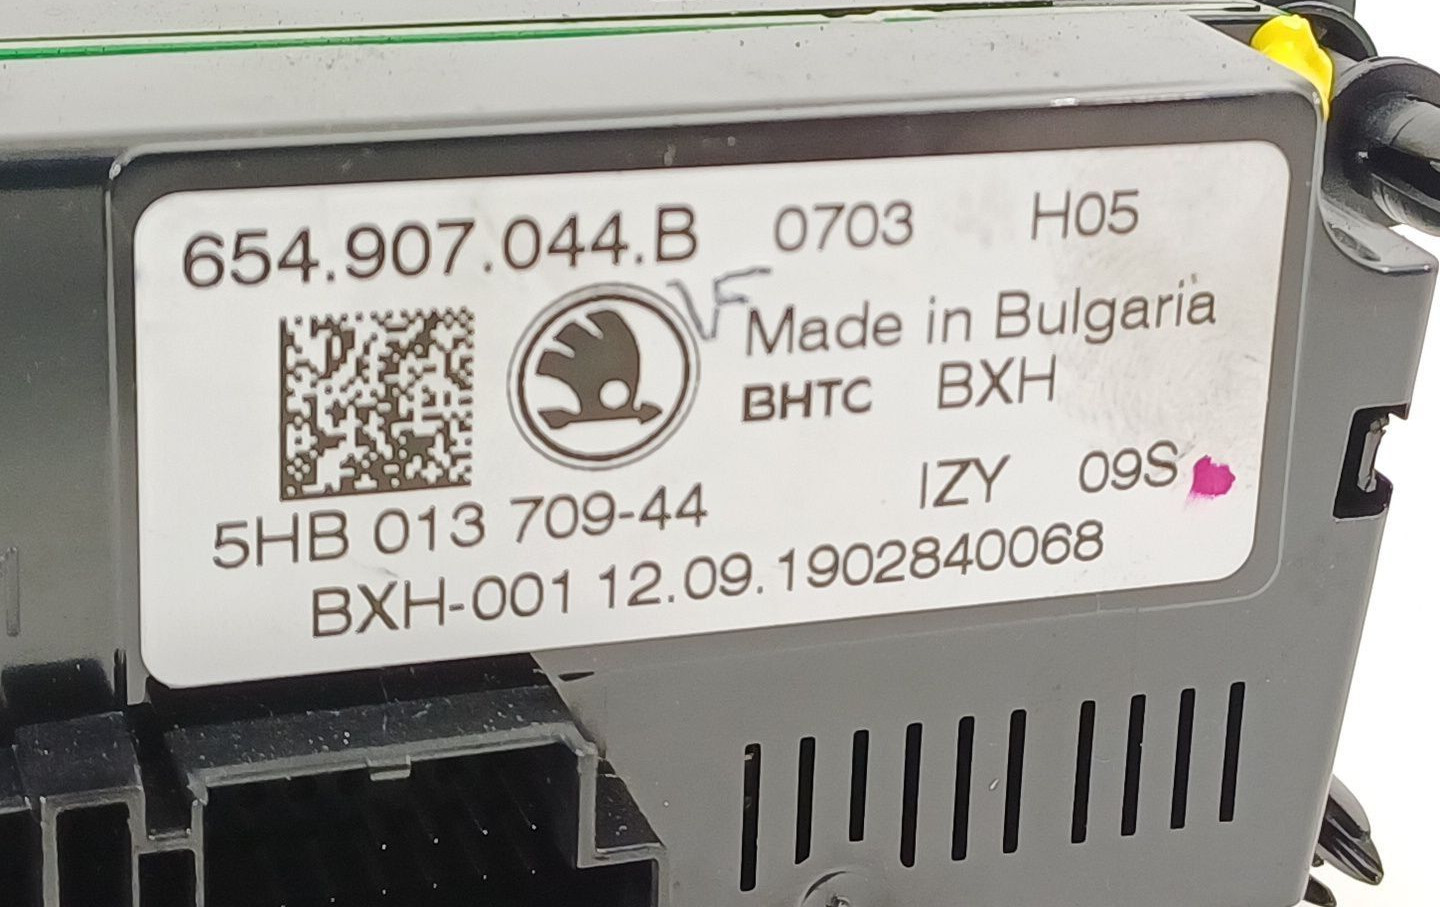 654.907.044.B 0703 H05
VF
Made in Bulgaria
BHTC BXH
IZY 09S
5HB 013 709-44
BXH-001 12.09.1902840068